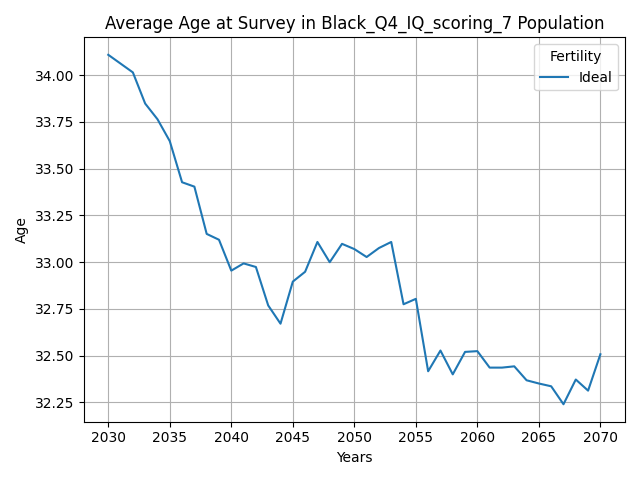 Average Age at Survey in Black_Q4_IQ_scoring_7 Population
Fertility
Ideal
34.00
33.75
33.50
33.25
33.00
32.75
32.50
32.25
Age
2030 2035 2040 2045 2050 2055 2060 2065 2070
Years